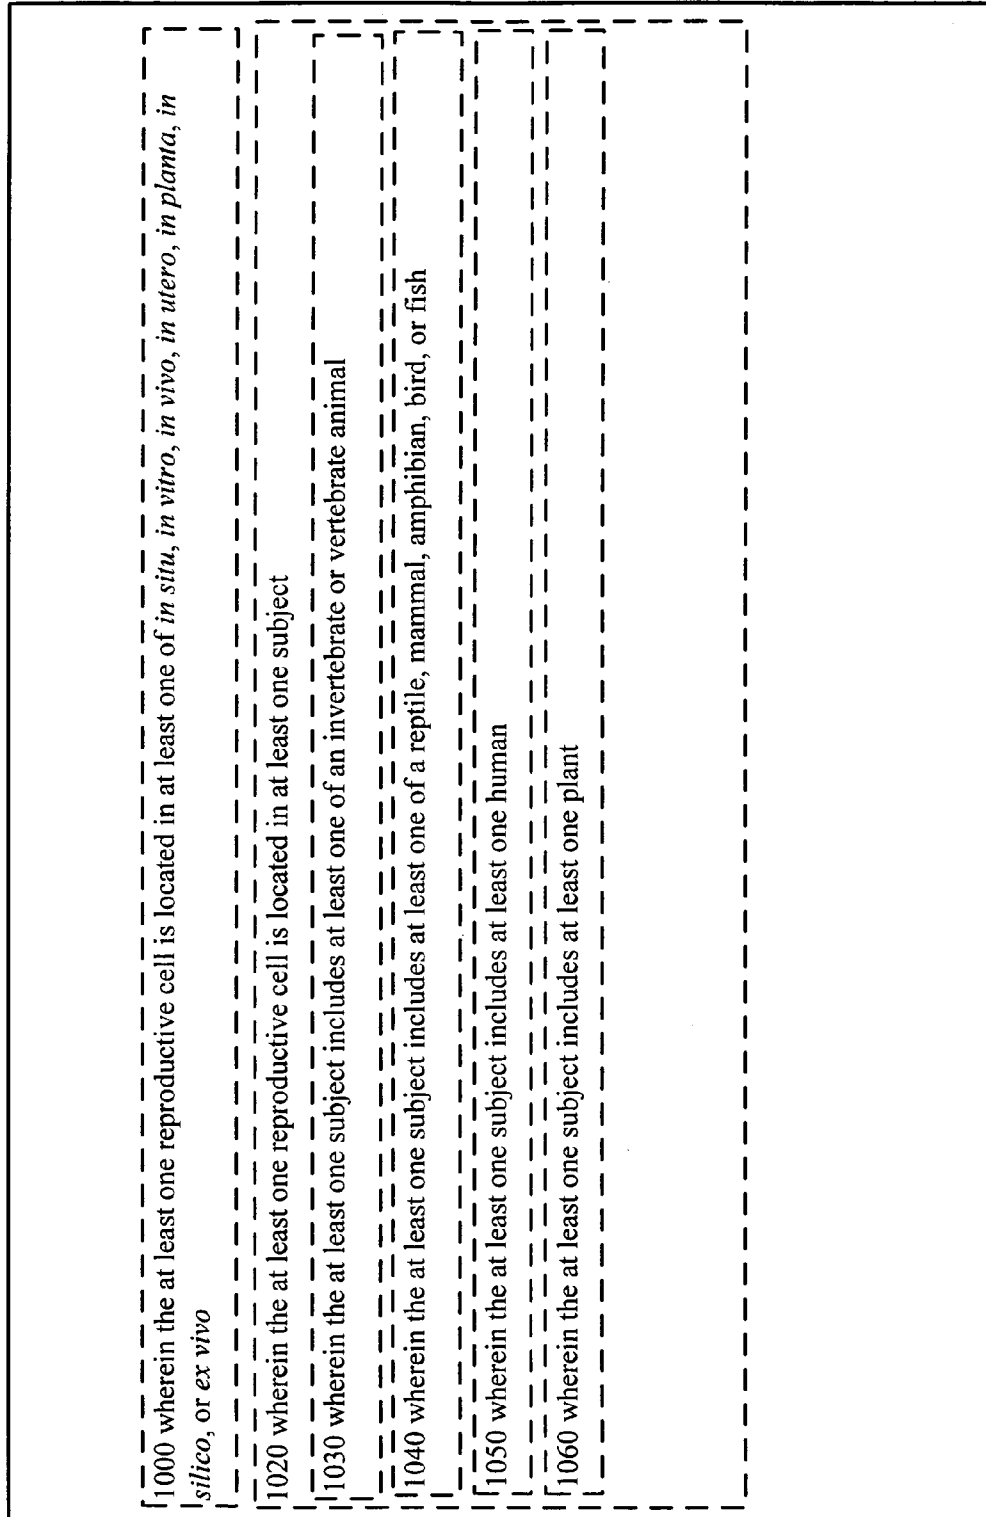 1000 wherein the at least one reproductive cell is located in at least one of in situ, in vitro, in vivo, in utero, in planta, in
silico, or ex vivo
1020 wherein the at least one reproductive cell is located in at least one subject
1030 wherein the at least one subject includes at least one of an invertebrate or vertebrate animal
1040 wherein the at least one subject includes at least one of a reptile, mammal, amphibian, bird, or fish
1050 wherein the at least one subject includes at least one human
1060 wherein the at least one subject includes at least one plant